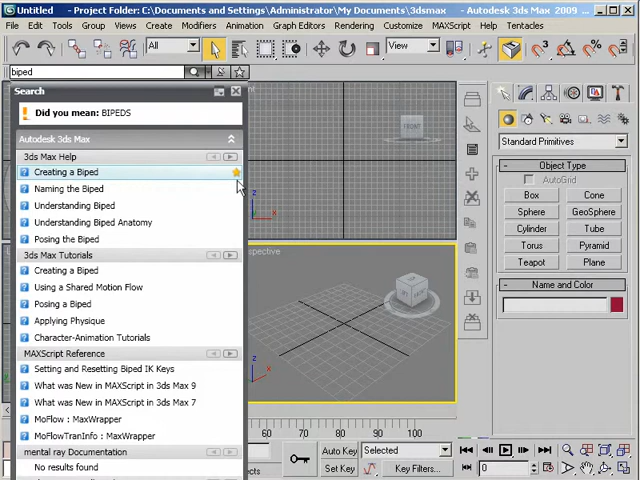 Untitled - Project Folder: C:\Documents and Settings\Administrator\My Documents\3dsmax - Autodesk 3ds Max 2009
File Edit Tools Group Views Create Modifiers Animation Graph Editors Rendering Customize MAXScript Help Tentacles
All
View
biped
Search
Did you mean: BIPEDS
Autodesk 3ds Max
3ds Max Help
Creating a Biped
Naming the Biped
Understanding Biped
Understanding Biped Anatomy
Posing the Biped
3ds Max Tutorials
Creating a Biped
Using a Shared Motion Flow
Posing a Biped
Applying Physique
Character-Animation Tutorials
MAXScript Reference
Setting and Resetting Biped IK Keys
What was New in MAXScript in 3ds Max 9
What was New in MAXScript in 3ds Max 7
MoFlow : MaxWrapper
MoFlowTranInfo : MaxWrapper
mental ray Documentation
No results found
FRONT
z
x
z
x
Standard Primitives
Object Type
AutoGrid
Box Cone
Sphere GeoSphere
Cylinder Tube
Torus Pyramid
Teapot Plane
Name and Color
60 70 80 90 100
Auto Key Selected
Set Key Key Filters...
0